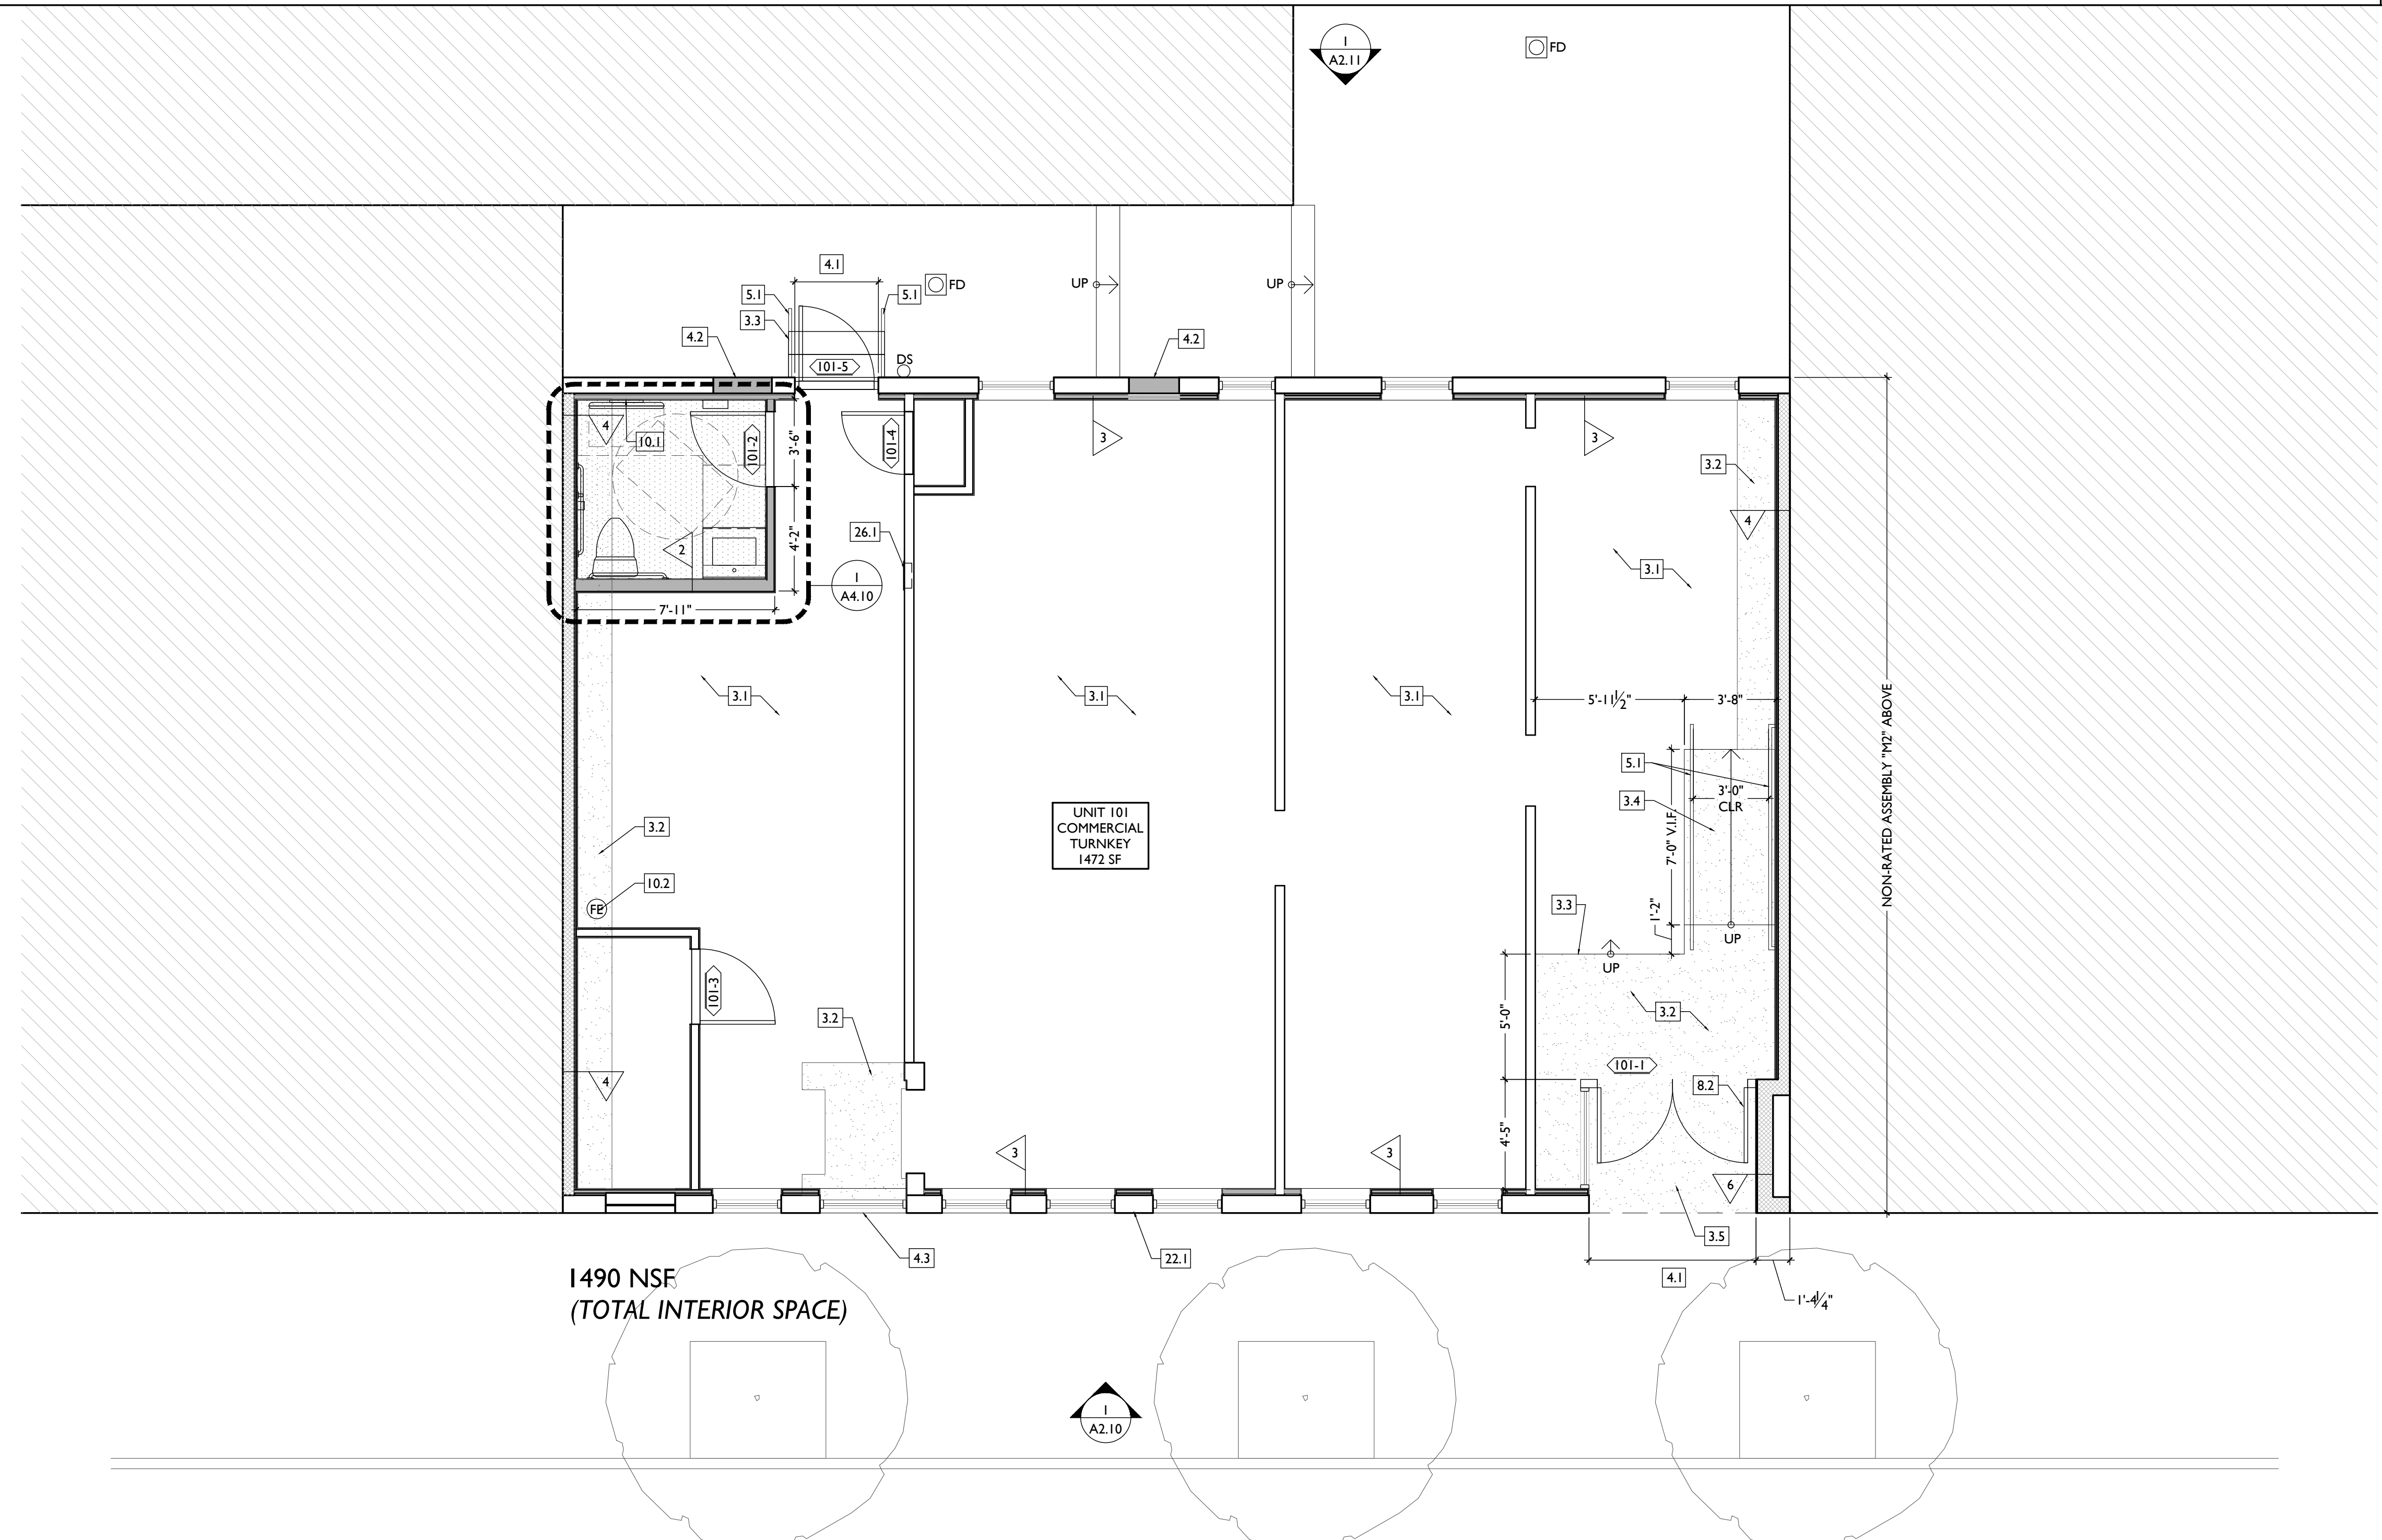 1
A2.11
FD
4.1
5.1
5.1
FD
3.3
UP
UP
4.2
4.2
DS
101-5
4
10.1
101-2
3'-6"
101-4
3
3
3.2
4
26.1
4'-2"
2
3.1
1
A4.10
7'-11"
3.1
3.1
3.1
5'-11 1/2"
3'-8"
NON-RATED ASSEMBLY "M2" ABOVE
5.1
3'-0"
CLR
3.4
7'-0" V.I.F.
UNIT 101
COMMERCIAL
TURNKEY
1472 SF
3.2
10.2
FE
3.3
1'-2"
UP
UP
101-3
3.2
5'-0"
3.2
101-1
8.2
4
4'-5"
3
3
6
3.5
4.3
22.1
4.1
1'-4 1/4"
1490 NSF
(TOTAL INTERIOR SPACE)
1
A2.10